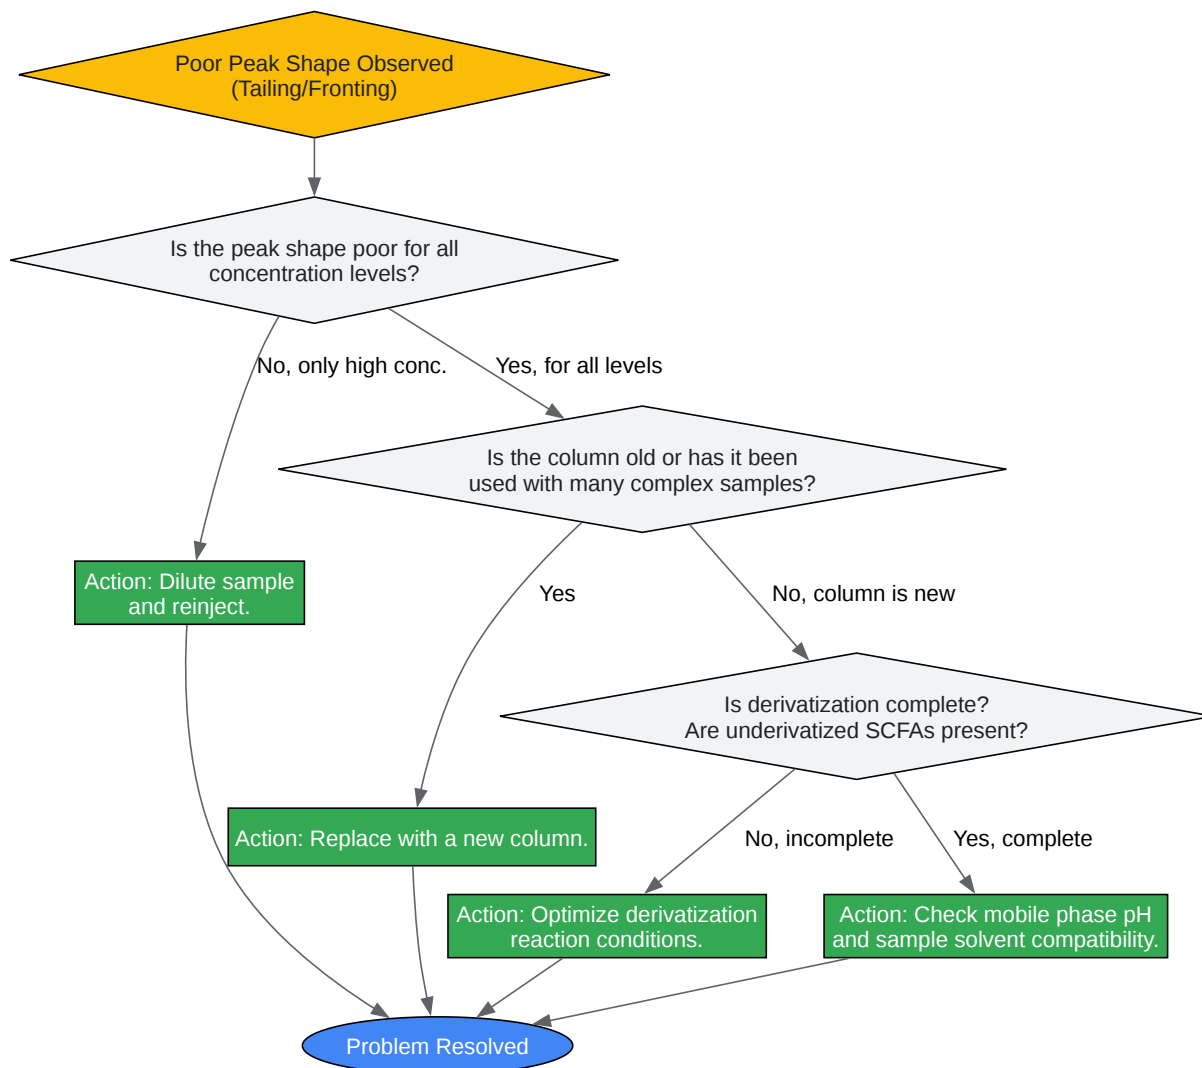 Poor Peak Shape Observed
(Tailing/Fronting)
Is the peak shape poor for all
concentration levels?
No, only high conc.
Yes, for all levels
Is the column old or has it been
used with many complex samples?
Action: Dilute sample
and reinject.
Yes
No, column is new
Is derivatization complete?
Are underivatized SCFAs present?
Action: Replace with a new column.
No, incomplete
Yes, complete
Action: Optimize derivatization
reaction conditions.
Action: Check mobile phase pH
and sample solvent compatibility.
Problem Resolved